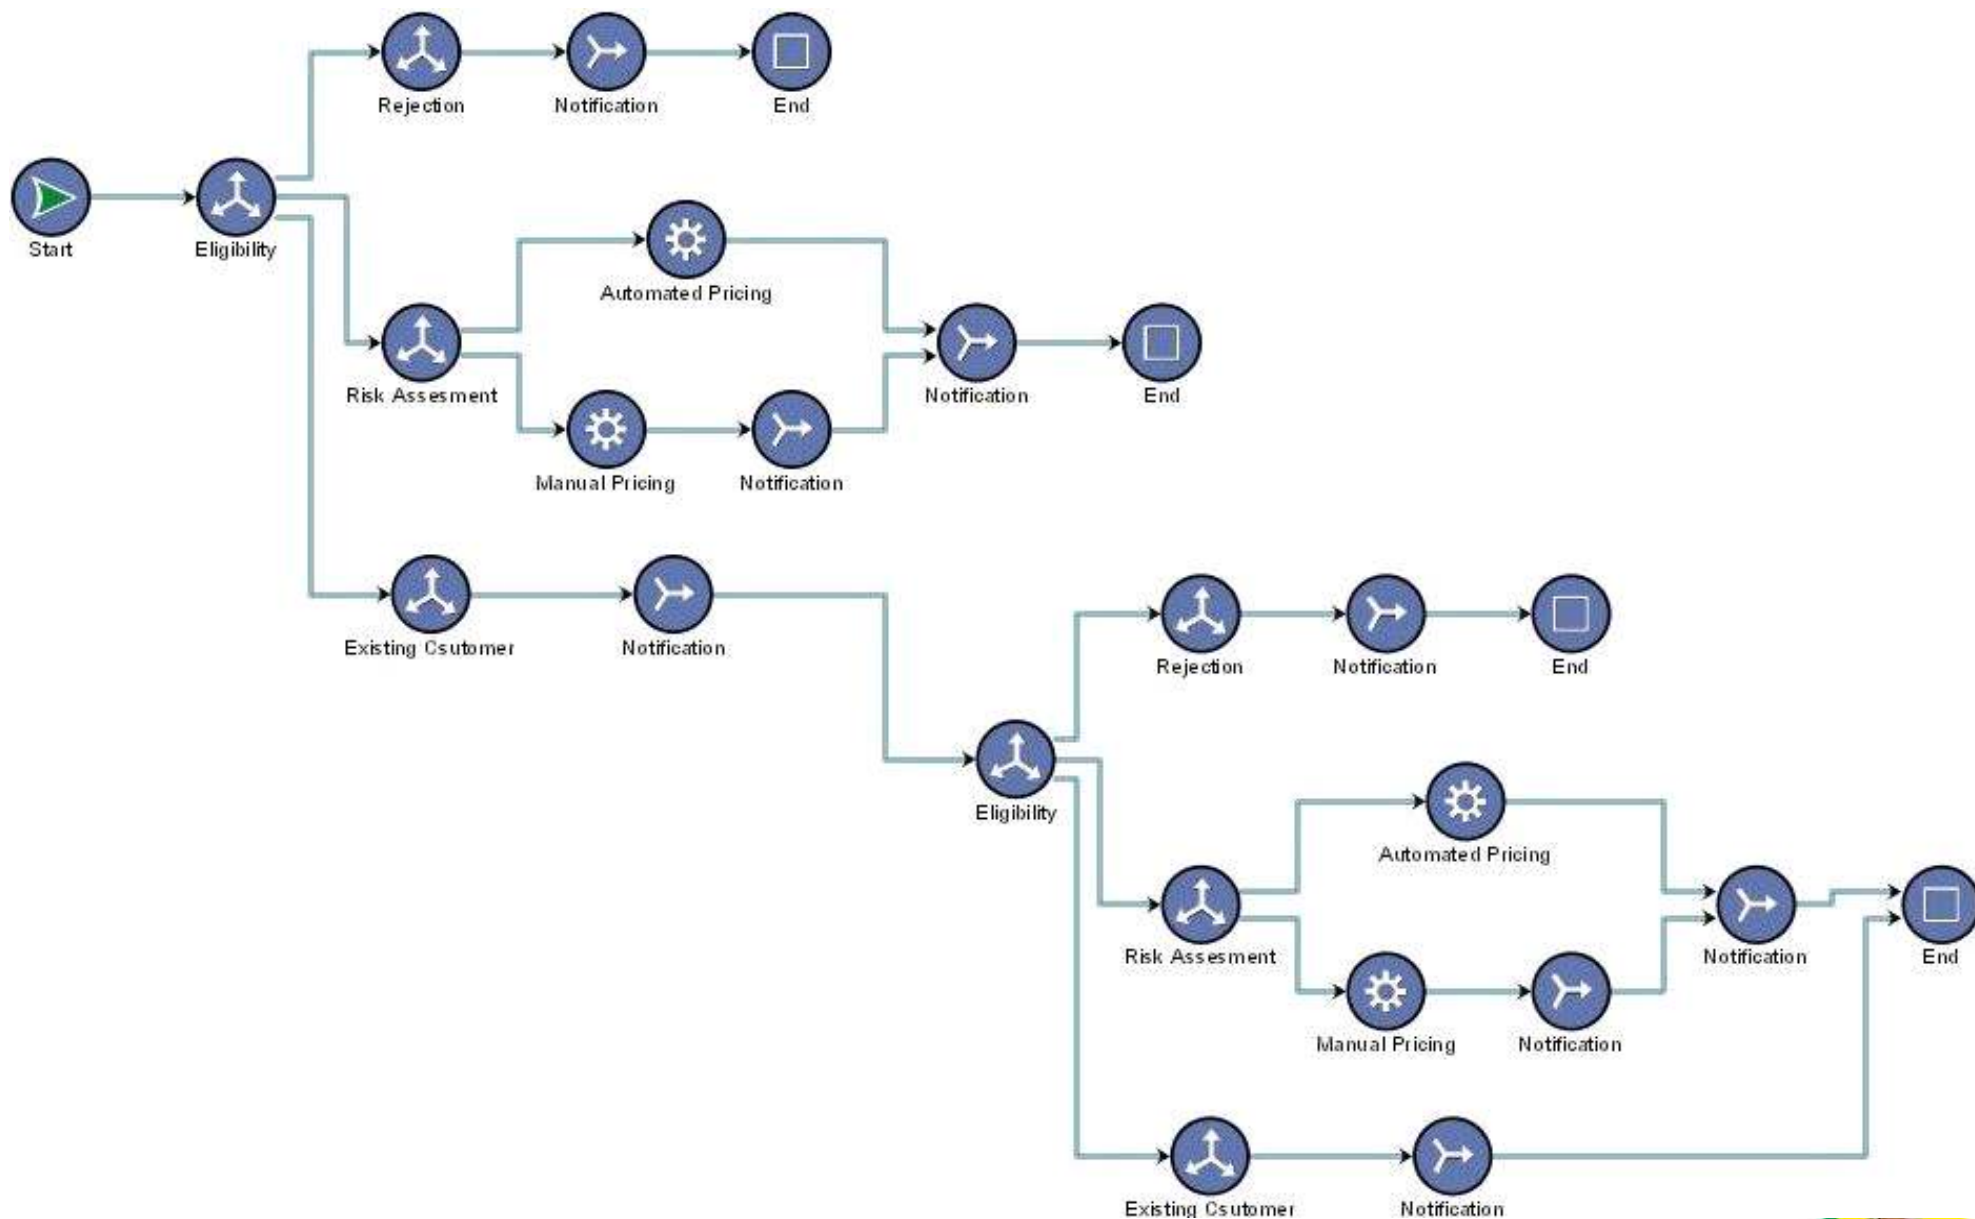 Rejection
Notification
End
Start
Eligibility
Automated Pricing
Risk Assesment
Notification
End
Manual Pricing
Notification
Existing Csutomer
Notification
Rejection
Notification
End
Eligibility
Automated Pricing
Risk Assesment
Notification
End
Manual Pricing
Notification
Existing Csutomer
Notification